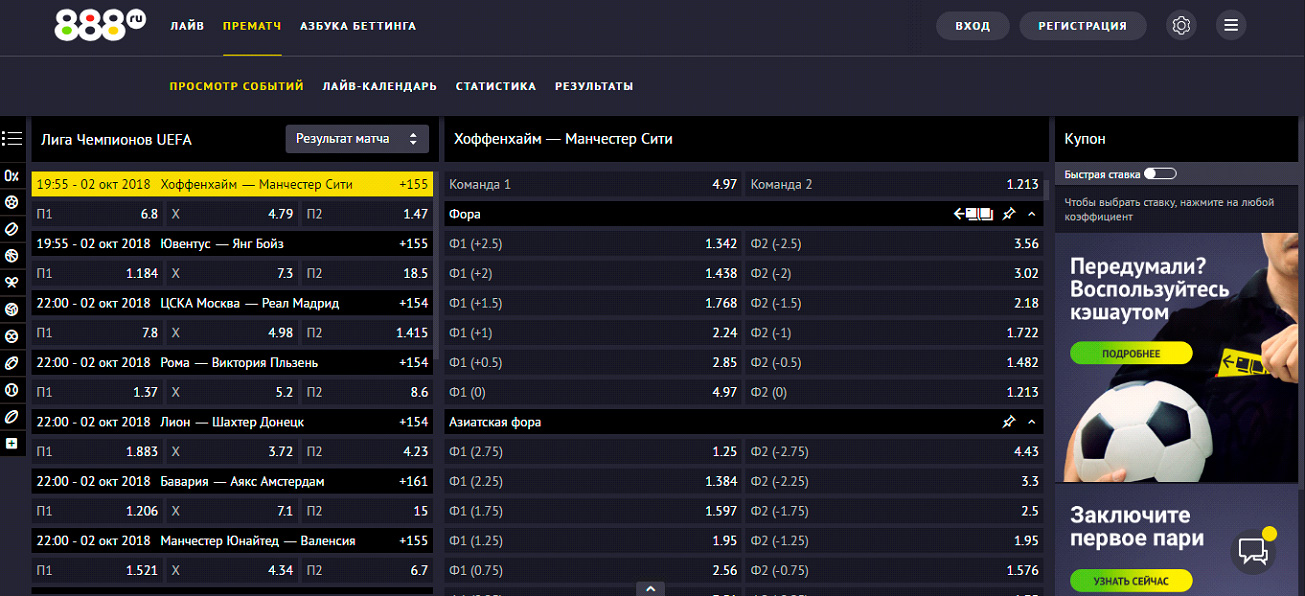 888 ru ЛАЙВ ПРЕМАТЧ АЗБУКА БЕТТИНГА ВХОД РЕГИСТРАЦИЯ
ПРОСМОТР СОБЫТИЙ ЛАЙВ-КАЛЕНДАРЬ СТАТИСТИКА РЕЗУЛЬТАТЫ
Лига Чемпионов UEFA Результат матча
0%
19:55 - 02 окт 2018 Хоффенхайм — Манчестер Сити +155
П1 6.8 X 4.79 П2 1.47
19:55 - 02 окт 2018 Ювентус — Янг Бойз +155
П1 1.184 X 7.3 П2 18.5
22:00 - 02 окт 2018 ЦСКА Москва — Реал Мадрид +154
П1 7.8 X 4.98 П2 1.415
22:00 - 02 окт 2018 Рома — Виктория Пльзень +154
П1 1.37 X 5.2 П2 8.6
22:00 - 02 окт 2018 Лион — Шахтер Донецк +154
П1 1.883 X 3.72 П2 4.23
22:00 - 02 окт 2018 Бавария — Аякс Амстердам +161
П1 1.206 X 7.1 П2 15
22:00 - 02 окт 2018 Манчестер Юнайтед — Валенсия +155
П1 1.521 X 4.34 П2 6.7
Хоффенхайм — Манчестер Сити
Команда 1 4.97 Команда 2 1.213
Фора
Ф1 (+2.5) 1.342 Ф2 (-2.5) 3.56
Ф1 (+2) 1.438 Ф2 (-2) 3.02
Ф1 (+1.5) 1.768 Ф2 (-1.5) 2.18
Ф1 (+1) 2.24 Ф2 (-1) 1.722
Ф1 (+0.5) 2.85 Ф2 (-0.5) 1.482
Ф1 (0) 4.97 Ф2 (0) 1.213
Азиатская фора
Ф1 (2.75) 1.25 Ф2 (-2.75) 4.43
Ф1 (2.25) 1.384 Ф2 (-2.25) 3.3
Ф1 (1.75) 1.597 Ф2 (-1.75) 2.5
Ф1 (1.25) 1.95 Ф2 (-1.25) 1.95
Ф1 (0.75) 2.56 Ф2 (-0.75) 1.576
Купон
Быстрая ставка
Чтобы выбрать ставку, нажмите на любой
коэффициент
Передумали?
Воспользуйтесь
кэшаутом
ПОДРОБНЕЕ
Заключите
первое пари
УЗНАТЬ СЕЙЧАС